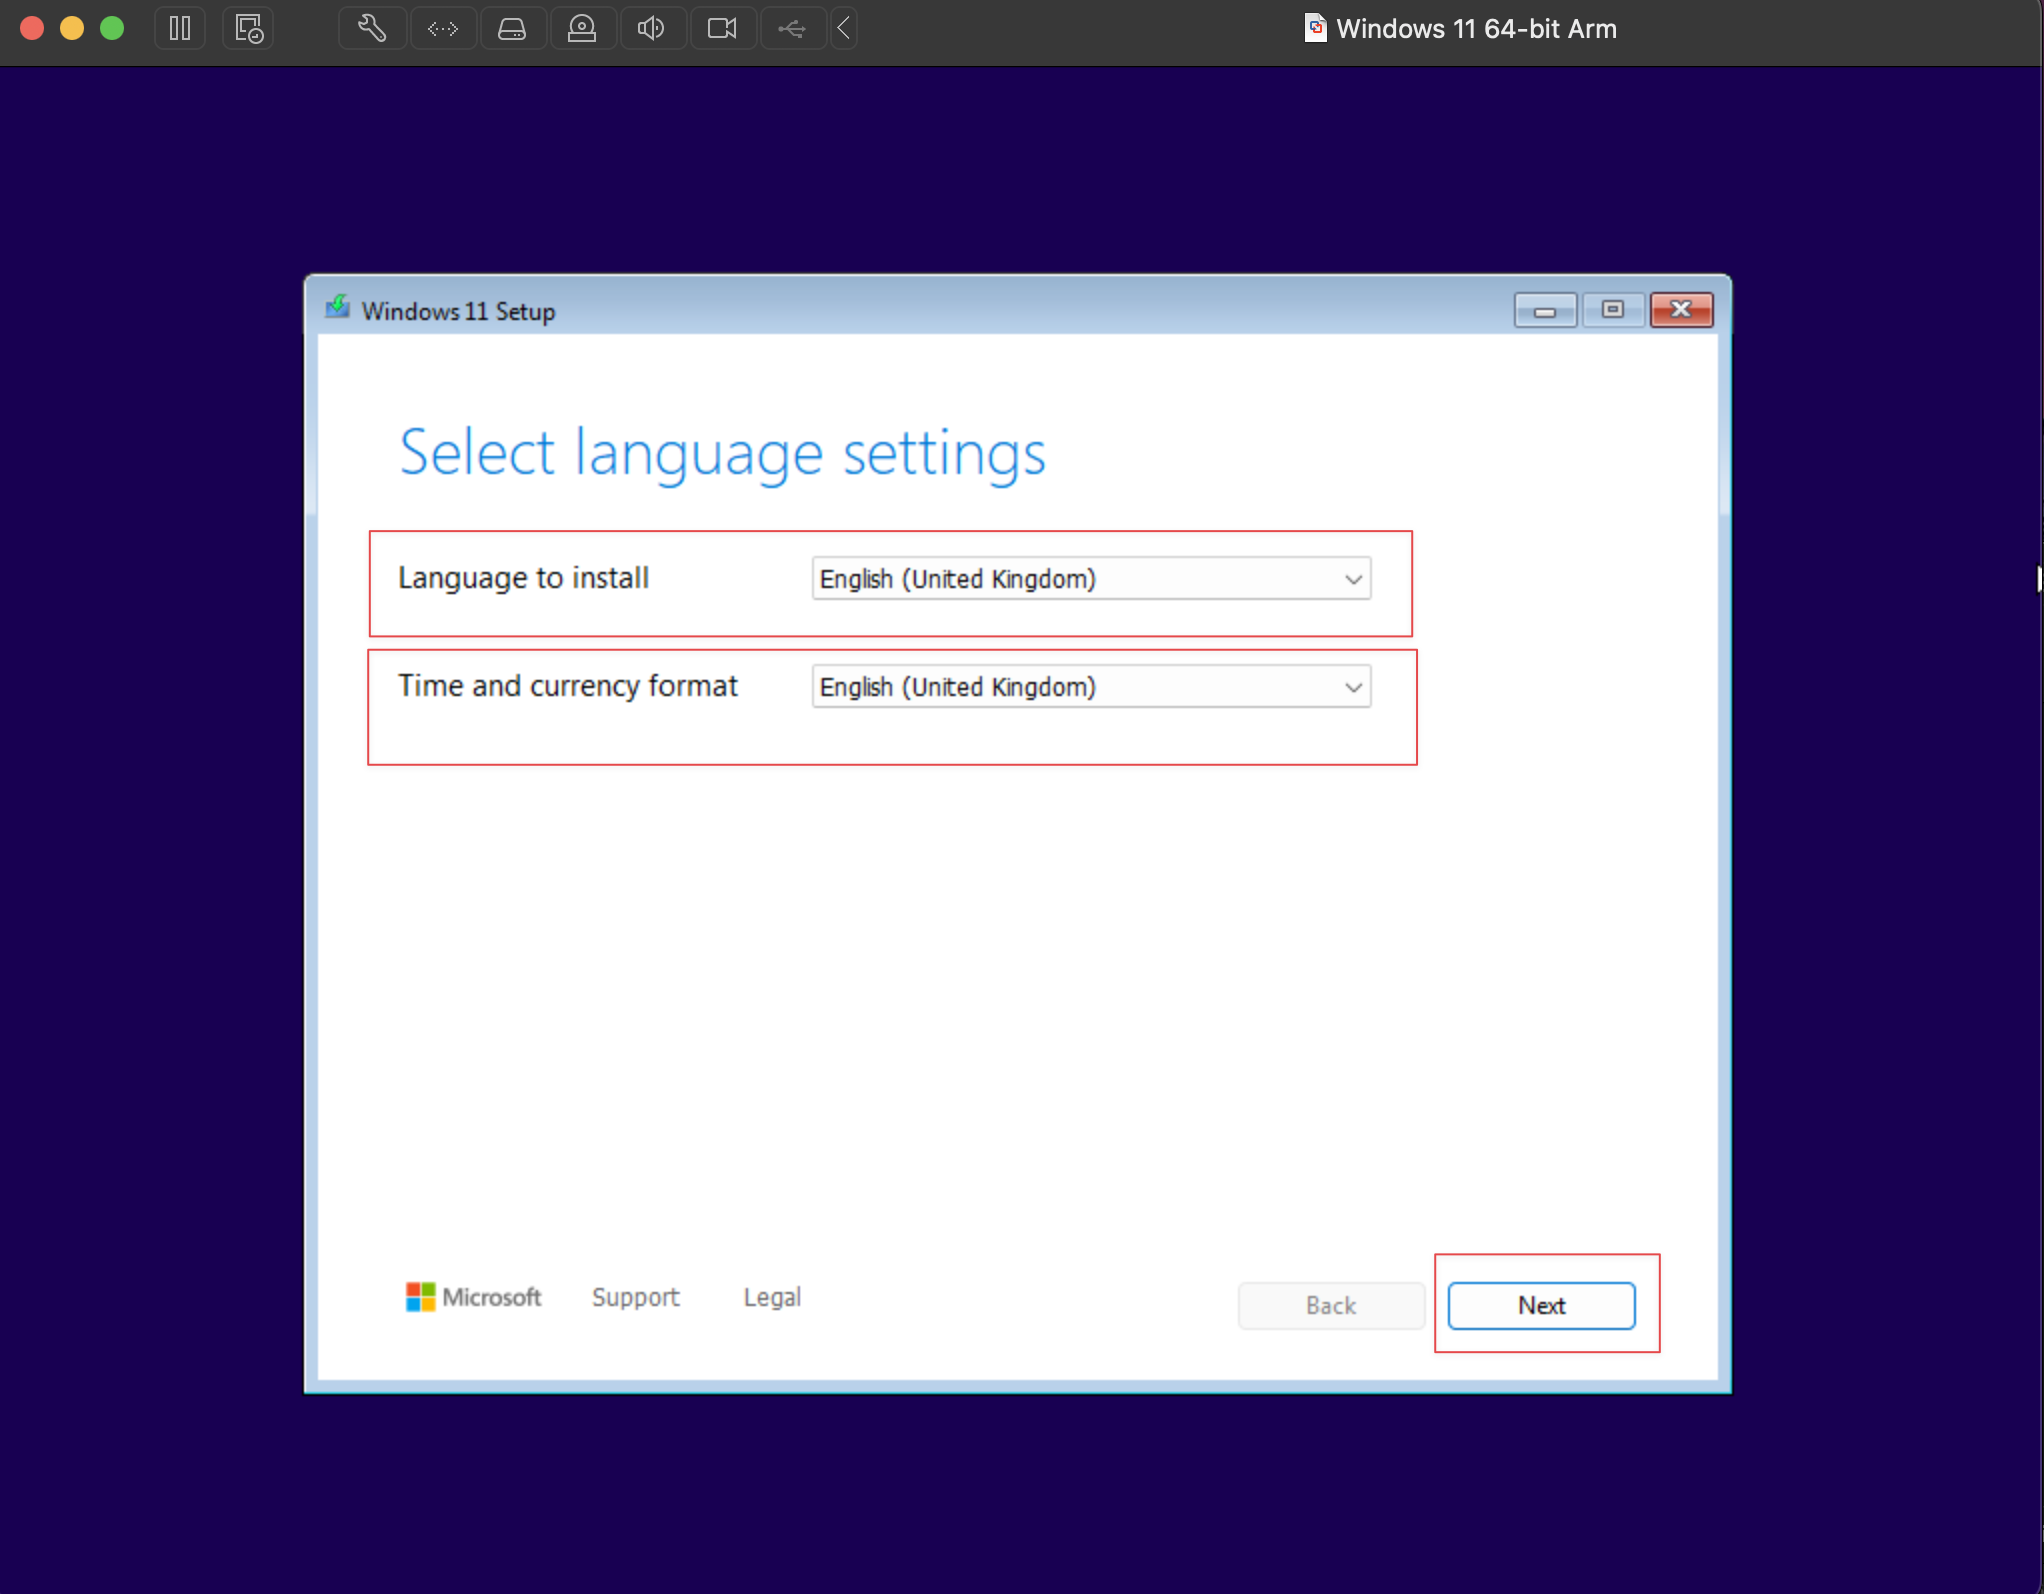 Windows 11 64-bit Arm
Windows 11 Setup
Select language settings
Language to install English (United Kingdom)
Time and currency format English (United Kingdom)
Microsoft Support Legal Back Next